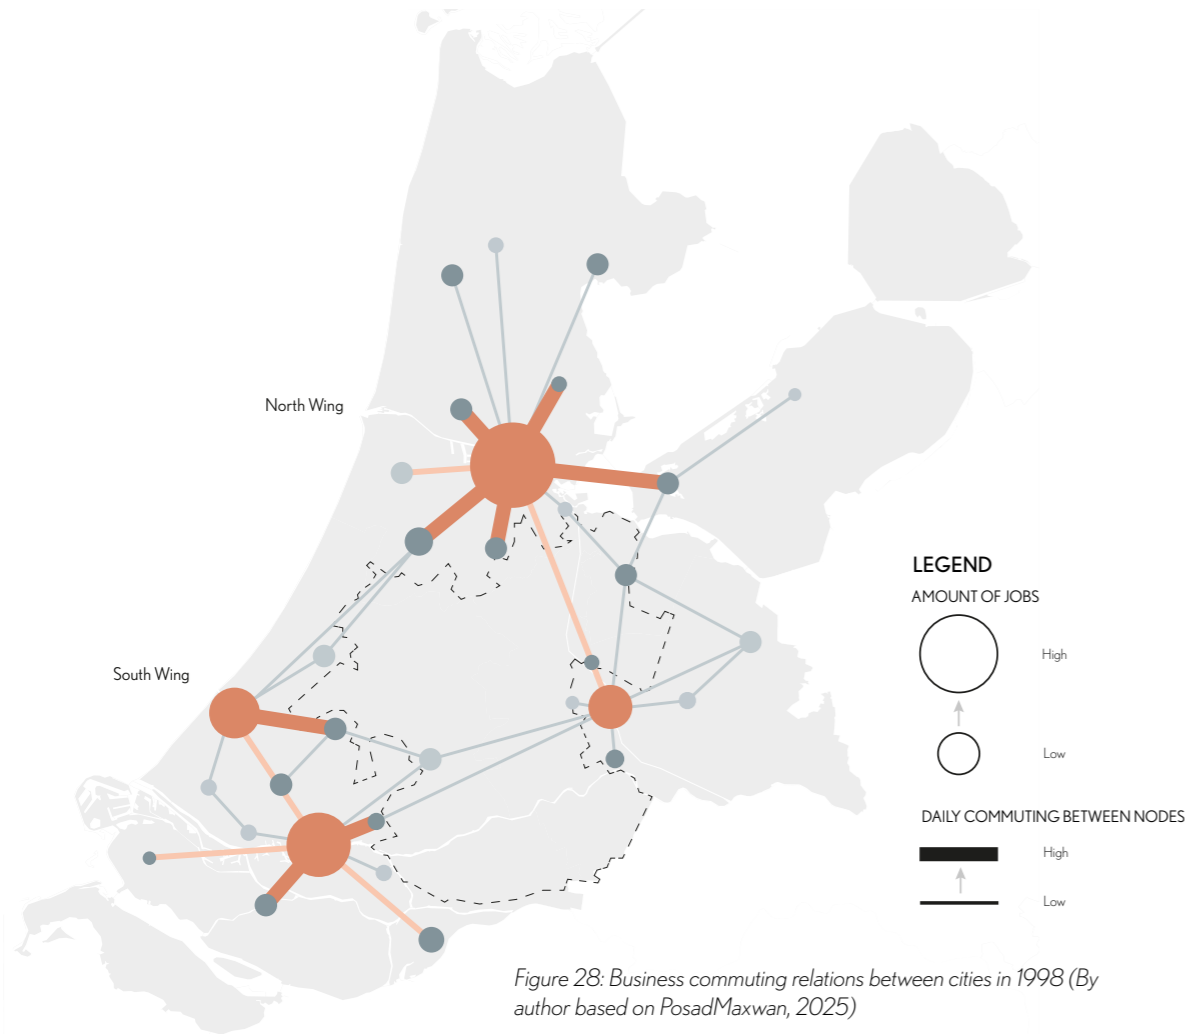 North Wing
South Wing
LEGEND
AMOUNT OF JOBS
High
Low
DAILY COMMUTING BETWEEN NODES
High
Low
Figure 28: Business commuting relations between cities in 1998 (By
author based on PosadMaxwan, 2025)